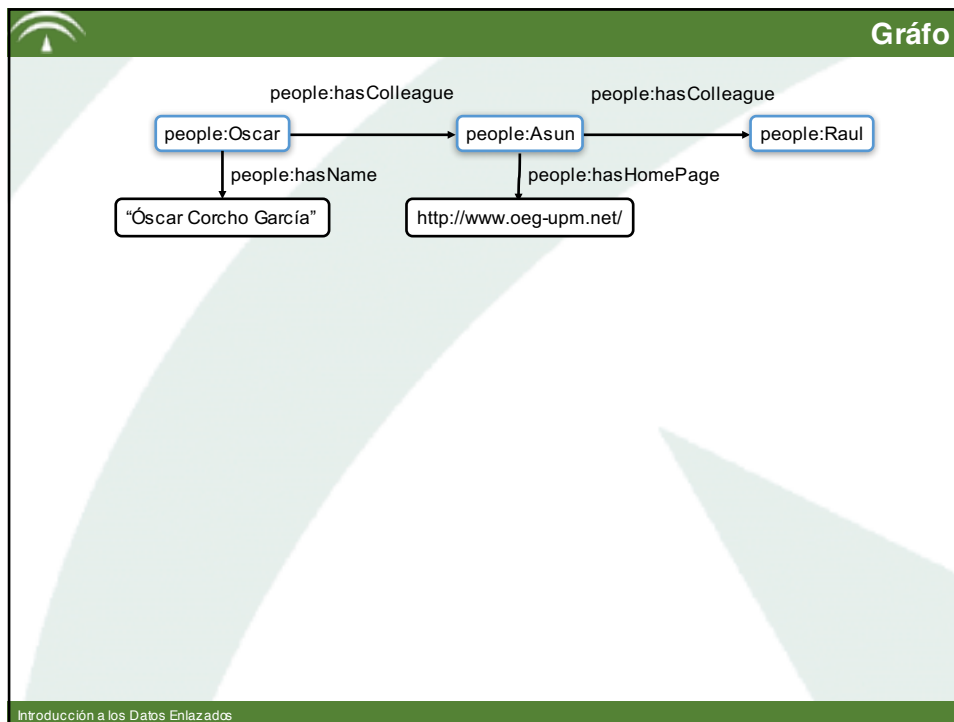 Gráfo
people:hasColleague people:hasColleague
people:Oscar people:Asun people:Raul
people:hasName people:hasHomePage
“Óscar Corcho García” http://www.oeg-upm.net/
Introducción a los Datos Enlazados